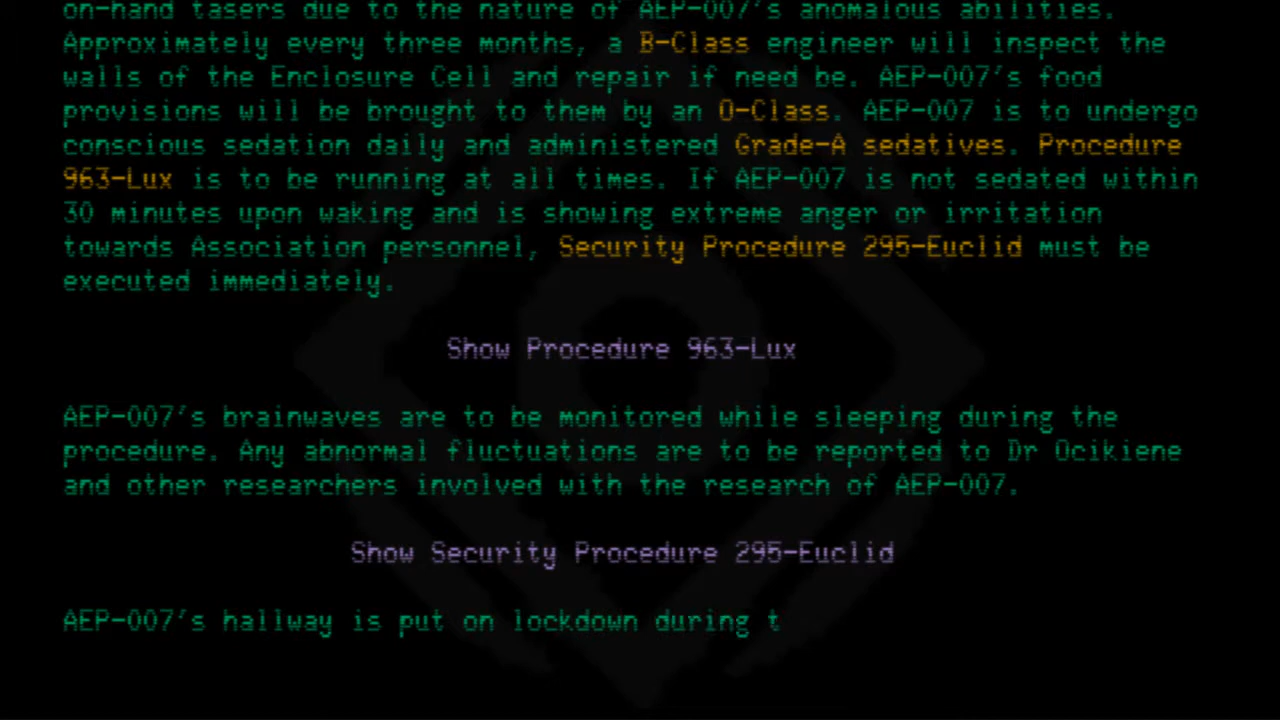 on-hand tasers due to the nature of AEP-007's anomalous abilities.
Approximately every three months, a B-Class engineer will inspect the
walls of the Enclosure Cell and repair if need be. AEP-007's food
provisions will be brought to them by an O-Class. AEP-007 is to undergo
conscious sedation daily and administered Grade-A sedatives. Procedure
963-Lux is to be running at all times. If AEP-007 is not sedated within
30 minutes upon waking and is showing extreme anger or irritation
towards Association personnel, Security Procedure 295-Euclid must be
executed immediately.
Show Procedure 963-Lux
AEP-007's brainwaves are to be monitored while sleeping during the
procedure. Any abnormal fluctuations are to be reported to Dr Ocikiene
and other researchers involved with the research of AEP-007.
Show Security Procedure 295-Euclid
AEP-007's hallway is put on lockdown during t